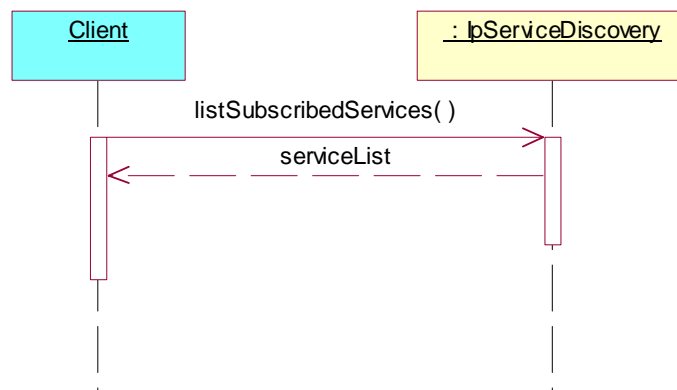 Client
: IpServiceDiscovery
listSubscribedServices( )
serviceList